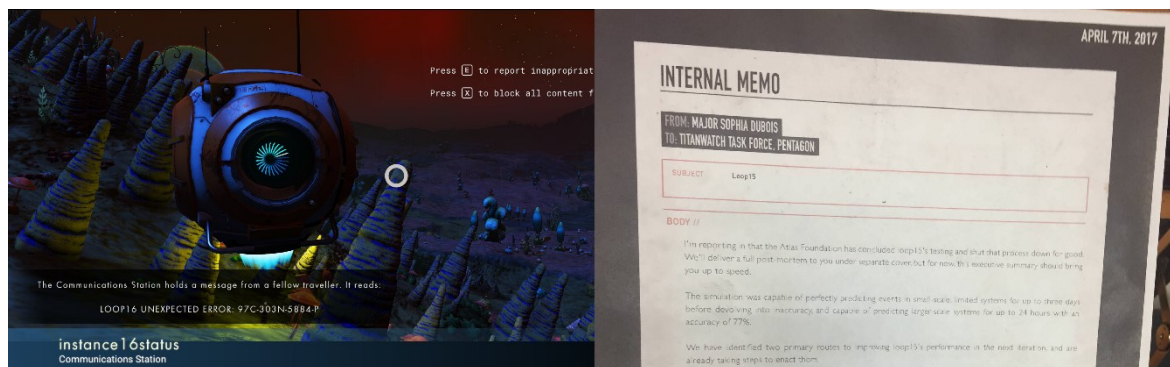 Press E to report inappropriat
Press X to block all content f
The Communications Station holds a message from a fellow traveller. It reads:
LOOP16 UNEXPECTED ERROR: 97C-303N-5884-P
instance16status
Communications Station
APRIL 7TH, 2017
INTERNAL MEMO
FROM: MAJOR SOPHIA DUBOIS
TO: TITANWATCH TASK FORCE, PENTAGON
SUBJECT Loop15
BODY //
I'm reporting in that the Atlas Foundation has concluded loop15's testing and shut that process down for good.
We'll deliver a full post-mortem to you under separate cover, but for now, this executive summary should bring
you up to speed:
The simulation was capable of perfectly predicting events in small-scale, limited systems for up to three days
before devolving into inaccuracy, and capable of predicting larger-scale systems for up to 24 hours with an
accuracy of 77%.
We have identified two primary routes to improving loop15's performance in the next iteration, and are
already taking steps to enact them.